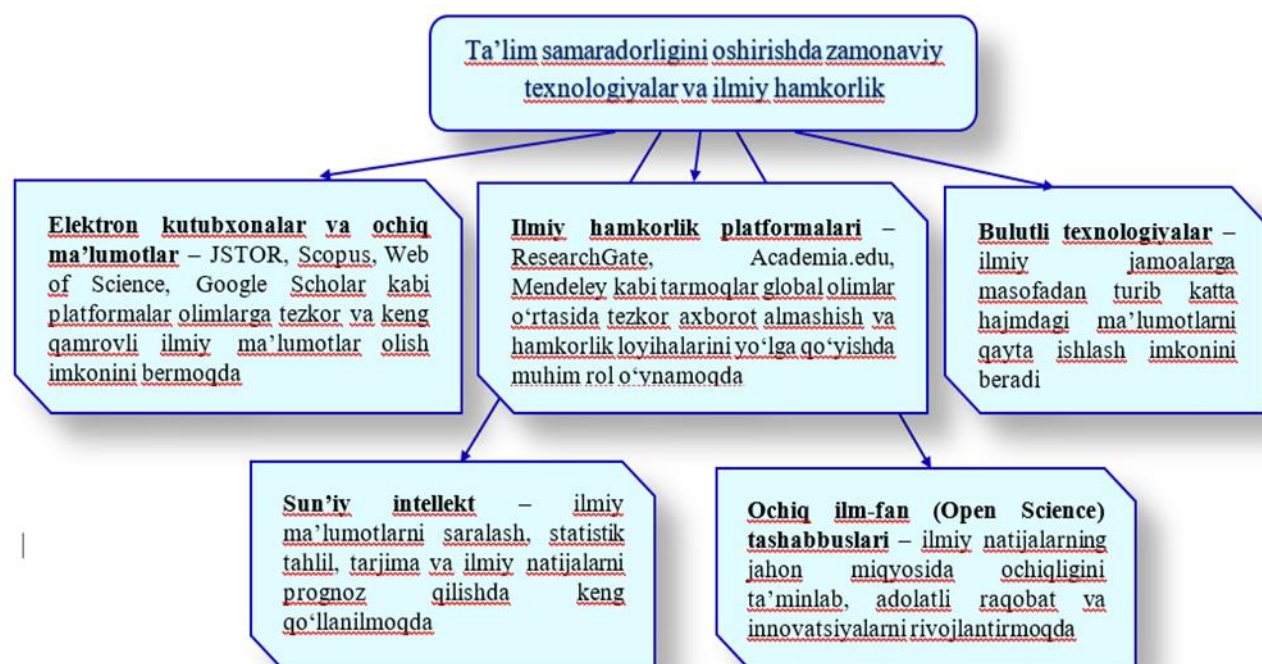 Ta’lim samaradorligini oshirishda zamonaviy
texnologiyalar va ilmiy hamkorlik
Elektron kutubxonalar va ochiq
ma’lumotlar – JSTOR, Scopus, Web
of Science, Google Scholar kabi
platformalar olimlarga tezkor va keng
qamrovli ilmiy ma’lumotlar olish
imkonini bermoqda
Ilmiy hamkorlik platformalari –
ResearchGate, Academia.edu,
Mendeley kabi tarmoqlar global olimlar
o‘rtasida tezkor axborot almashish va
hamkorlik loyihalarini yo‘lga qo‘yishda
muhim rol o‘ynamoqda
Bulutli texnologiyalar –
ilmiy jamoalarga
masofadan turib katta
hajmdagi ma’lumotlarni
qayta ishlash imkonini
beradi
Sun’iy intellekt – ilmiy
ma’lumotlarni saralash, statistik
tahlil, tarjima va ilmiy natijalarni
prognoz qilishda keng
qo‘llanilmoqda
Ochiq ilm-fan (Open Science)
tashabbuslari – ilmiy natijalarning
jahon miqyosida ochiqligini
ta’minlab, adolatli raqobat va
innovatsiyalarni rivojlantirmoqda